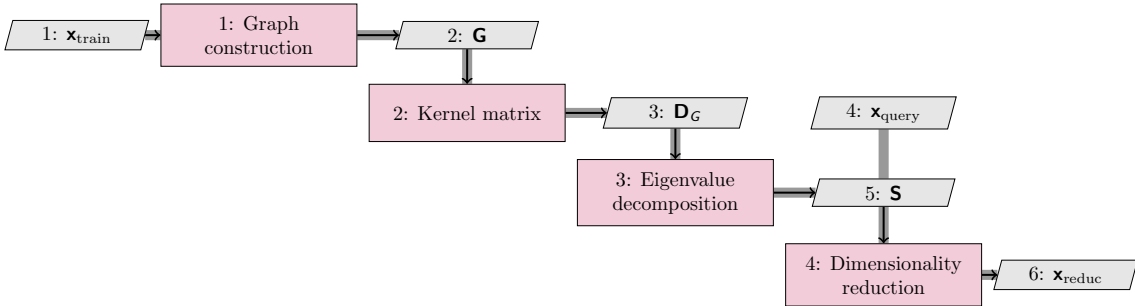 1: x_train
1: Graph
construction
2: G
2: Kernel matrix
3: D_G
4: x_query
3: Eigenvalue
decomposition
5: S
4: Dimensionality
reduction
6: x_reduc